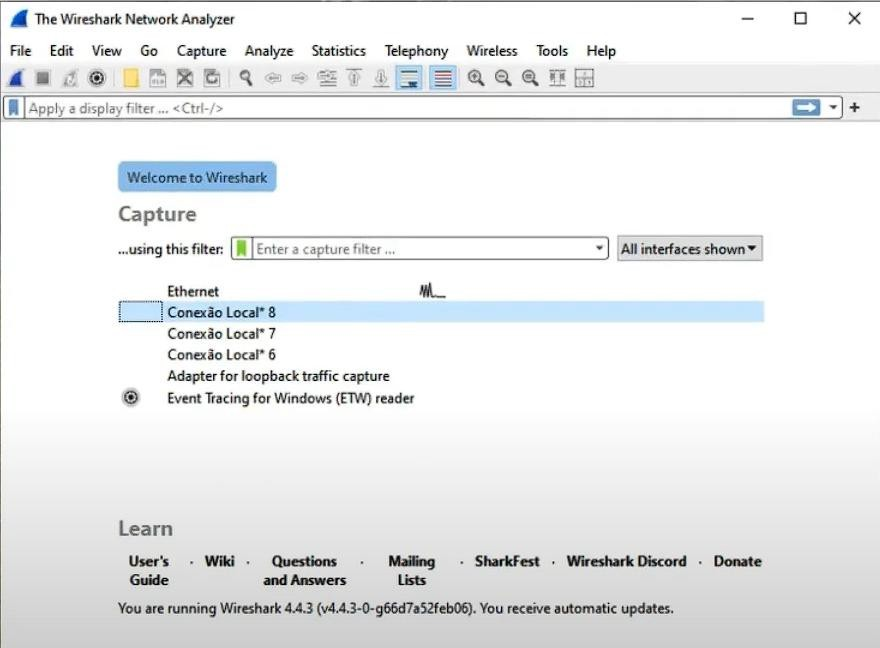 The Wireshark Network Analyzer
File Edit View Go Capture Analyze Statistics Telephony Wireless Tools Help
Apply a display filter ... <Ctrl-/>
Welcome to Wireshark
Capture
...using this filter: Enter a capture filter ... All interfaces shown
Ethernet
Conexão Local* 8
Conexão Local* 7
Conexão Local* 6
Adapter for loopback traffic capture
Event Tracing for Windows (ETW) reader
Learn
User's Guide · Wiki · Questions and Answers · Mailing Lists · SharkFest · Wireshark Discord · Donate
You are running Wireshark 4.4.3 (v4.4.3-0-g66d7a52feb06). You receive automatic updates.